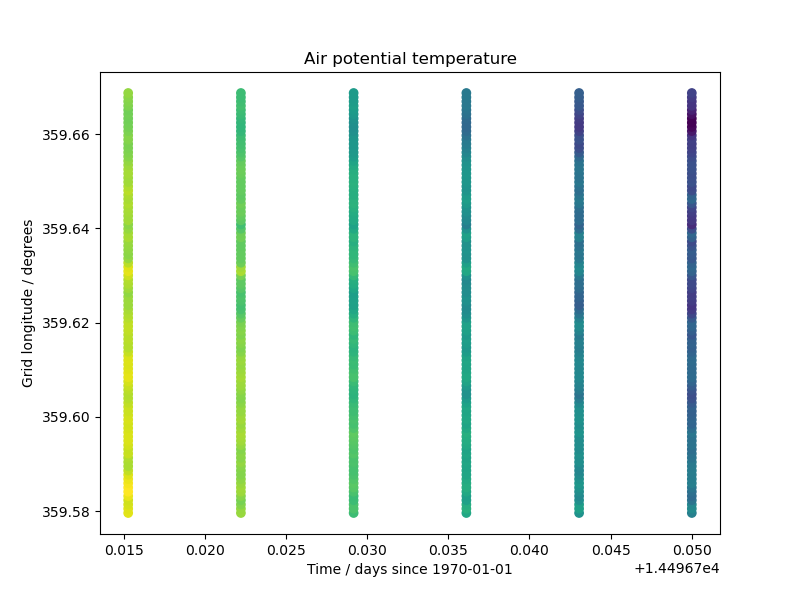 Air potential temperature
Grid longitude / degrees
359.66
359.64
359.62
359.60
359.58
0.015 0.020 0.025 0.030 0.035 0.040 0.045 0.050
Time / days since 1970-01-01
+1.44967e4